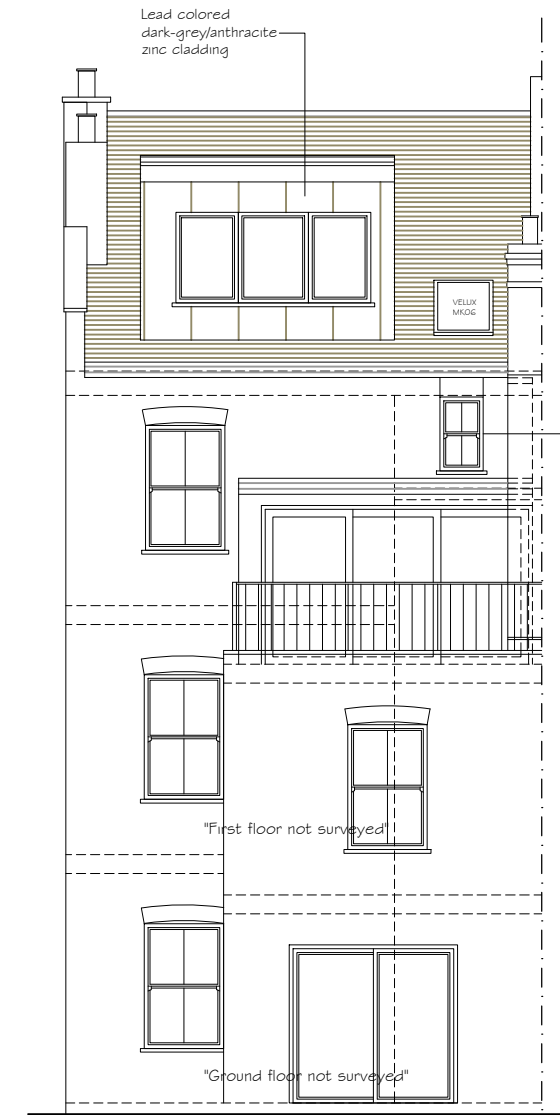 Lead colored
dark-grey/anthracite
zinc cladding
VELUX
MK06
"First floor not surveyed"
"Ground floor not surveyed"